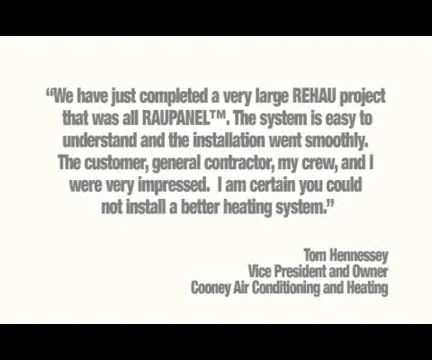 “We have just completed a very large REHAU project
that was all RAUPANEL™. The system is easy to
understand and the installation went smoothly.
The customer, general contractor, my crew, and I
were very impressed. I am certain you could
not install a better heating system.”
Tom Hennessey
Vice President and Owner
Cooney Air Conditioning and Heating